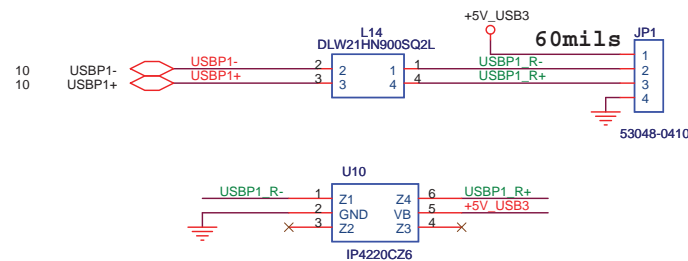 +5V_USB3
L14
DLW21HN900SQ2L
60mils
JP1
10 USBP1- USBP1- 2 2 1 1 USBP1_R- 1
10 USBP1+ USBP1+ 3 3 4 4 USBP1_R+ 2
3
4
53048-0410
U10
USBP1_R- 1 Z1 Z4 6 USBP1_R+
2 GND VB 5 +5V_USB3
3 Z2 Z3 4
IP4220CZ6